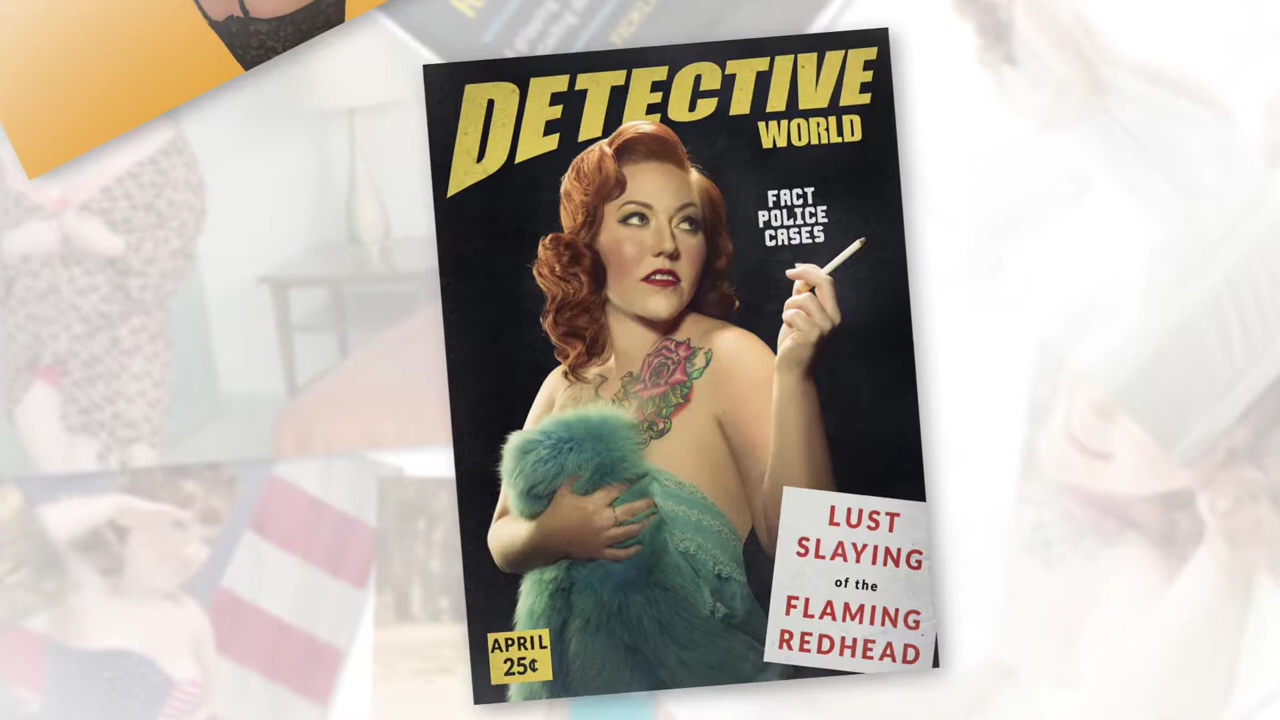 DETECTIVE
WORLD
FACT
POLICE
CASES
LUST
SLAYING
of the
FLAMING
REDHEAD
APRIL
25¢